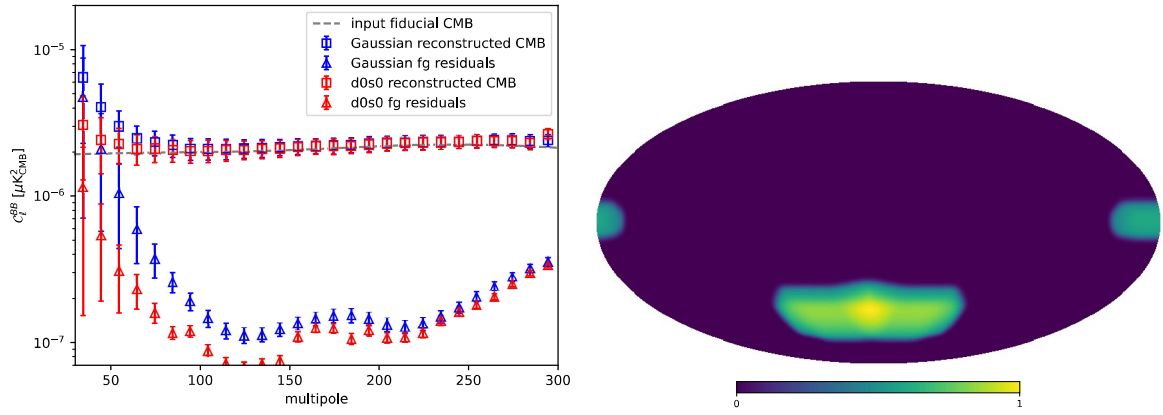 input fiducial CMB
Gaussian reconstructed CMB
Gaussian fg residuals
d0s0 reconstructed CMB
d0s0 fg residuals
10⁻⁵
10⁻⁶
10⁻⁷
C_ℓ^{BB} [μK²_CMB]
50 100 150 200 250 300
multipole
0 1